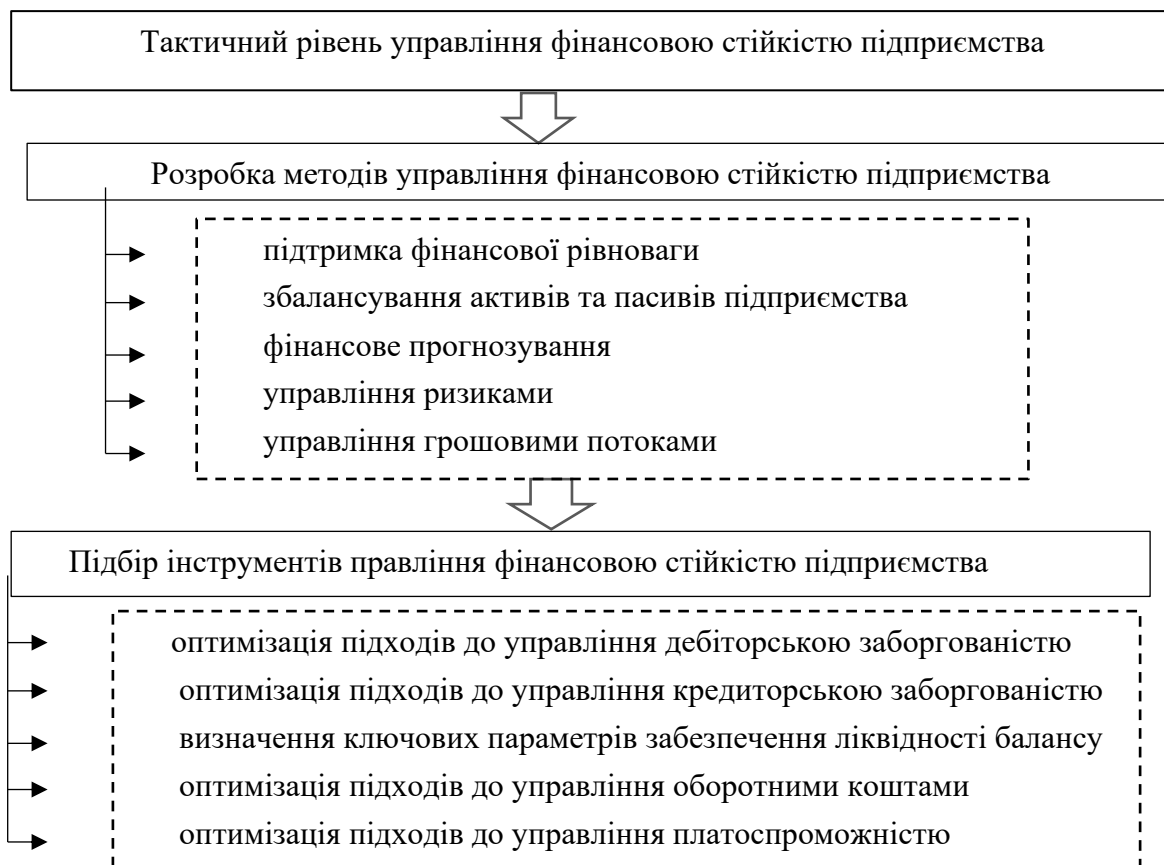 Тактичний рівень управління фінансовою стійкістю підприємства
Розробка методів управління фінансовою стійкістю підприємства
підтримка фінансової рівноваги
збалансування активів та пасивів підприємства
фінансове прогнозування
управління ризиками
управління грошовими потоками
Підбір інструментів правління фінансовою стійкістю підприємства
оптимізація підходів до управління дебіторською заборгованістю
оптимізація підходів до управління кредиторською заборгованістю
визначення ключових параметрів забезпечення ліквідності балансу
оптимізація підходів до управління оборотними коштами
оптимізація підходів до управління платоспроможністю